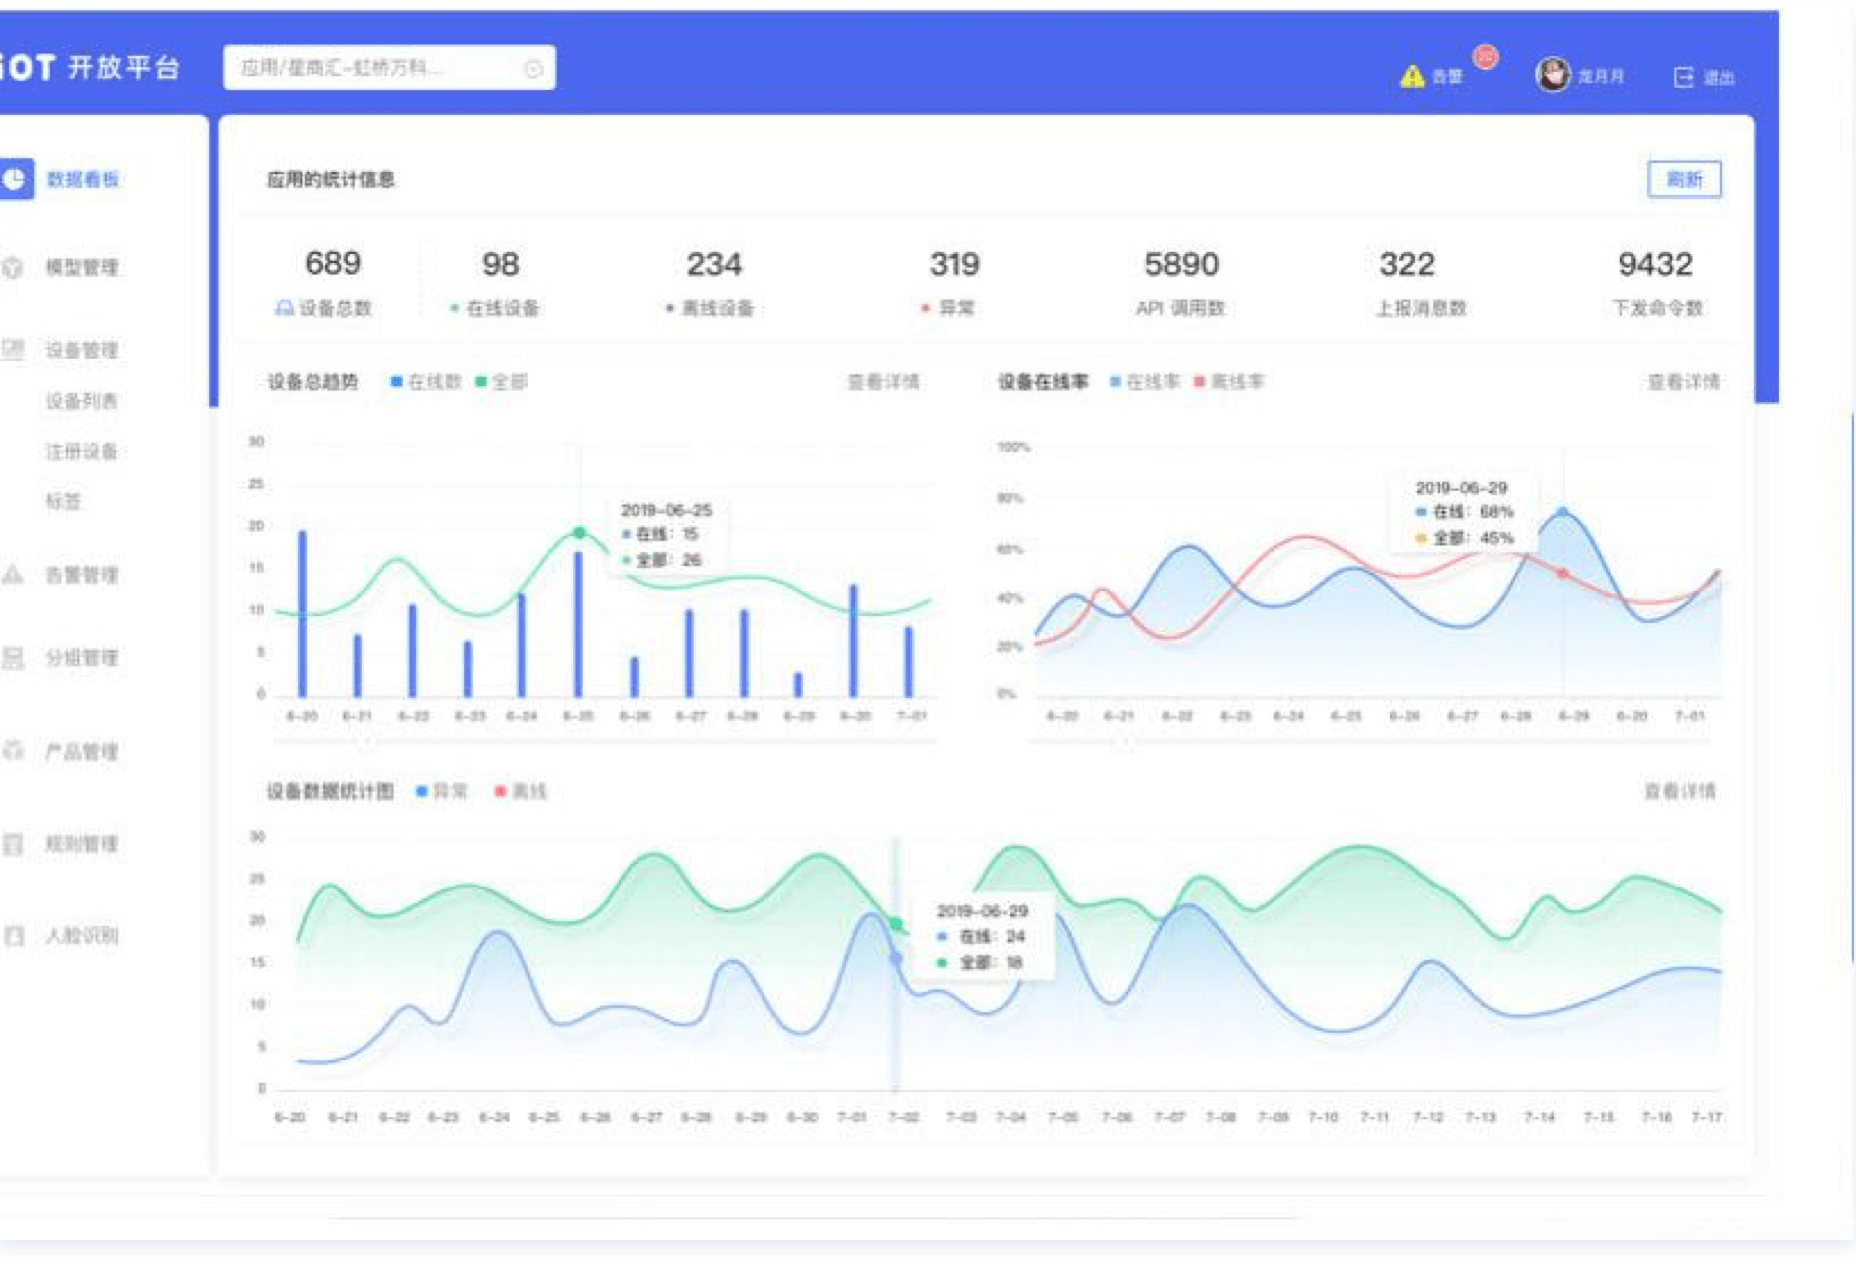 iOT 开放平台
应用/星商汇-虹桥万科...
告警
龙月月
退出
数据看板
模型管理
设备管理
设备列表
注册设备
标签
告警管理
分组管理
产品管理
规则管理
人脸识别
应用的统计信息
刷新
689
设备总数
98
在线设备
234
离线设备
319
异常
5890
API 调用数
322
上报消息数
9432
下发命令数
设备总趋势 在线数 全部 查看详情
30
25
20
15
10
5
0
2019-06-25
在线: 15
全部: 26
6-20 6-21 6-22 6-23 6-24 6-25 6-26 6-27 6-28 6-29 6-30 7-01
设备在线率 在线率 离线率 查看详情
100%
80%
60%
40%
20%
0%
2019-06-29
在线: 68%
全部: 45%
6-20 6-21 6-22 6-23 6-24 6-25 6-26 6-27 6-28 6-29 6-30 7-01
设备数据统计图 异常 离线 查看详情
30
25
20
15
10
5
0
2019-06-29
在线: 24
全部: 18
6-20 6-21 6-22 6-23 6-24 6-25 6-26 6-27 6-28 6-29 6-30 7-01 7-02 7-03 7-04 7-05 7-06 7-07 7-08 7-09 7-10 7-11 7-12 7-13 7-14 7-15 7-16 7-17